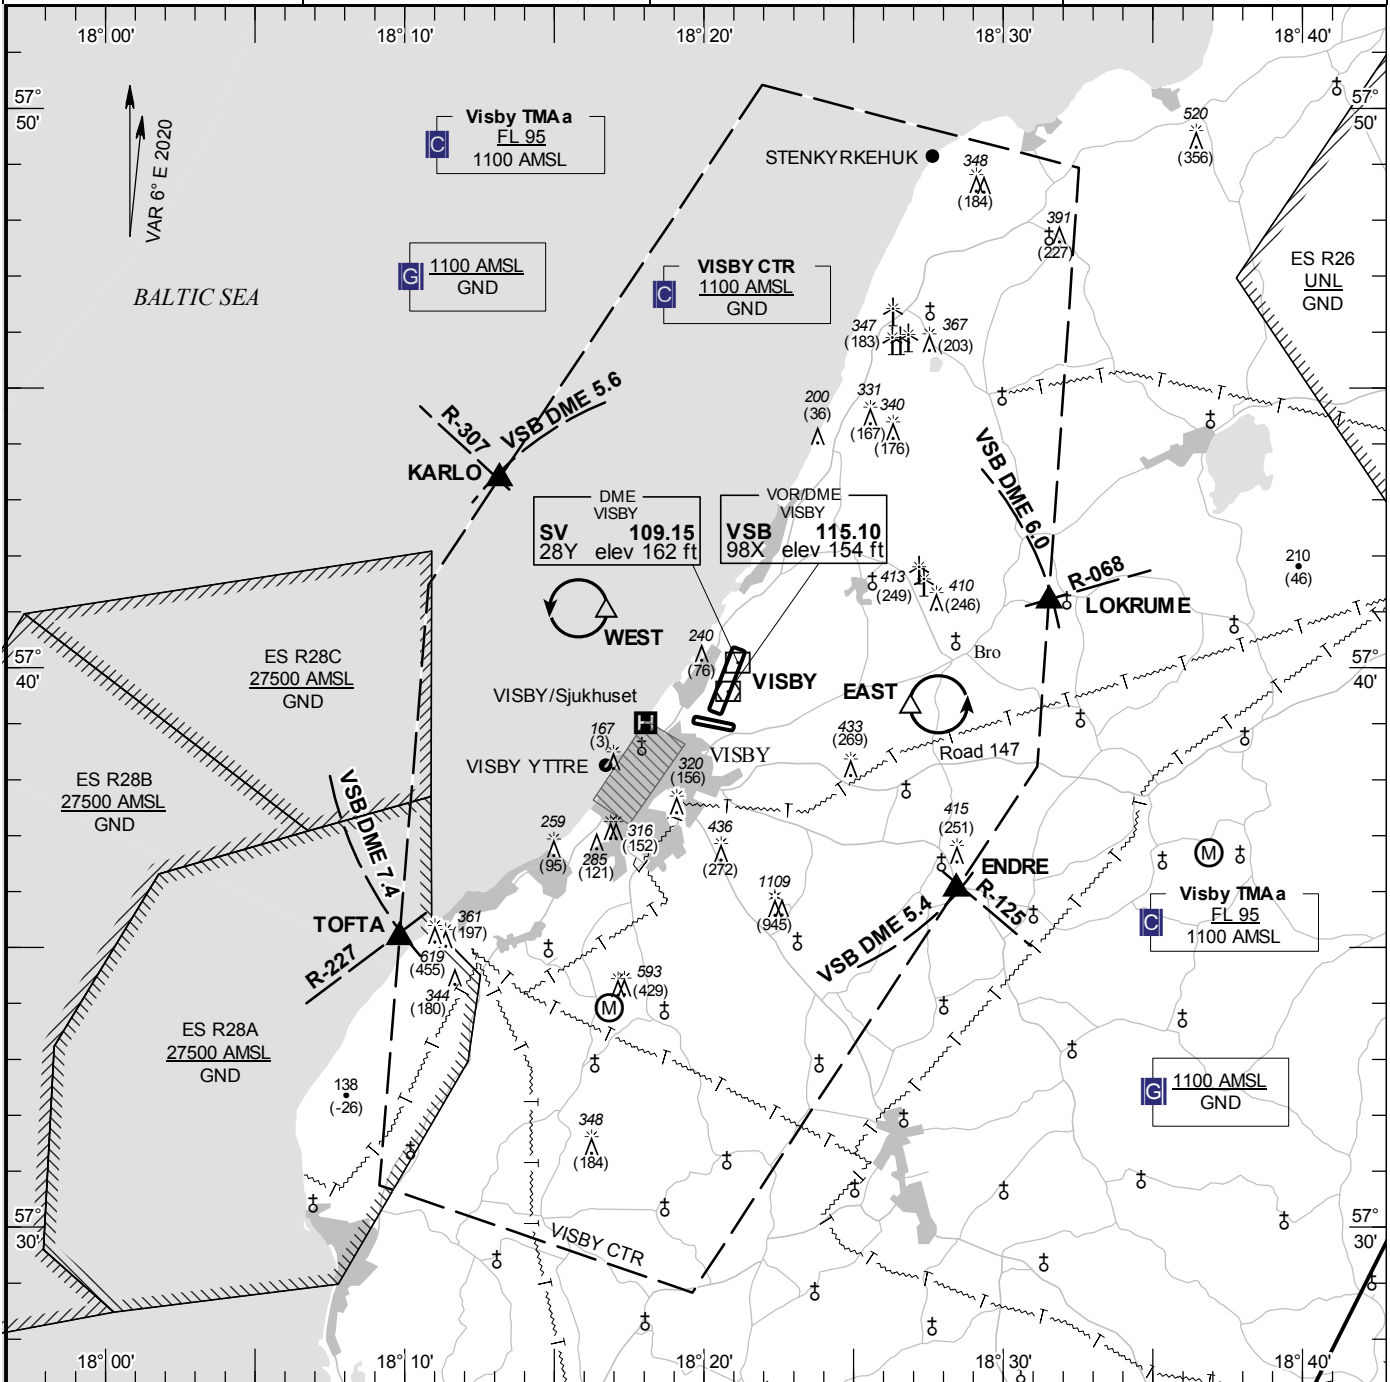 18°00'
18°10'
18°20'
18°30'
18°40'
57°
50'
57°
50'
VAR 6° E 2020
Visby TMA a
C
FL 95
1100 AMSL
STENKYRKEHUK
348
(184)
520
(356)
391
(227)
G
1100 AMSL
GND
BALTIC SEA
VISBY CTR
C
1100 AMSL
GND
ES R26
UNL
GND
347
(183)
367
(203)
R-307
VSB DME 5.6
KARLO
200
(36)
331
(167)
340
(176)
VSB DME 6.0
DME
VISBY
SV 109.15
28Y elev 162 ft
VOR/DME
VISBY
VSB 115.10
98X elev 154 ft
413
(249)
410
(246)
R-068
LOKRUME
210
(46)
WEST
240
(76)
Bro
57°
40'
57°
40'
ES R28C
27500 AMSL
GND
VISBY/Sjukhuset
H
VISBY
EAST
167
(3)
433
(269)
Road 147
VISBY
VISBY YTTRE
320
(156)
ES R28B
27500 AMSL
GND
VSB DME 7.4
259
(95)
285
(121)
316
(152)
436
(272)
415
(251)
ENDRE
M
1109
(945)
R-125
VSB DME 5.4
Visby TMA a
C
FL 95
1100 AMSL
TOFTA
R-227
361
(197)
619
(455)
344
(180)
593
(429)
M
ES R28A
27500 AMSL
GND
138
(-26)
G
1100 AMSL
GND
348
(184)
57°
30'
57°
30'
VISBY CTR
18°00'
18°10'
18°20'
18°30'
18°40'